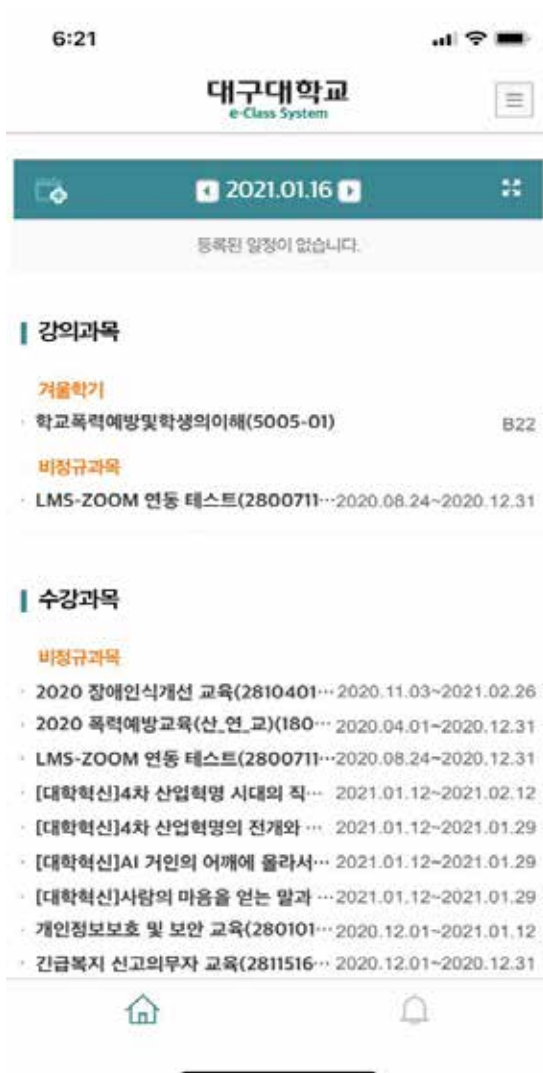 6:21
대구대학교
e-Class System
2021.01.16
등록된 일정이 없습니다.
강의과목
겨울학기
· 학교폭력예방및학생의이해(5005-01) B22
비정규과목
· LMS-ZOOM 연동 테스트(2800711… 2020.08.24~2020.12.31
수강과목
비정규과목
· 2020 장애인식개선 교육(2810401… 2020.11.03~2021.02.26
· 2020 폭력예방교육(산_연_교)(180… 2020.04.01~2020.12.31
· LMS-ZOOM 연동 테스트(2800711… 2020.08.24~2020.12.31
· [대학혁신]4차 산업혁명 시대의 직… 2021.01.12~2021.02.12
· [대학혁신]4차 산업혁명의 전개와 … 2021.01.12~2021.01.29
· [대학혁신]AI 거인의 어깨에 올라서… 2021.01.12~2021.01.29
· [대학혁신]사람의 마음을 얻는 말과 … 2021.01.12~2021.01.29
· 개인정보보호 및 보안 교육(280101… 2020.12.01~2021.01.12
· 긴급복지 신고의무자 교육(2811516… 2020.12.01~2020.12.31